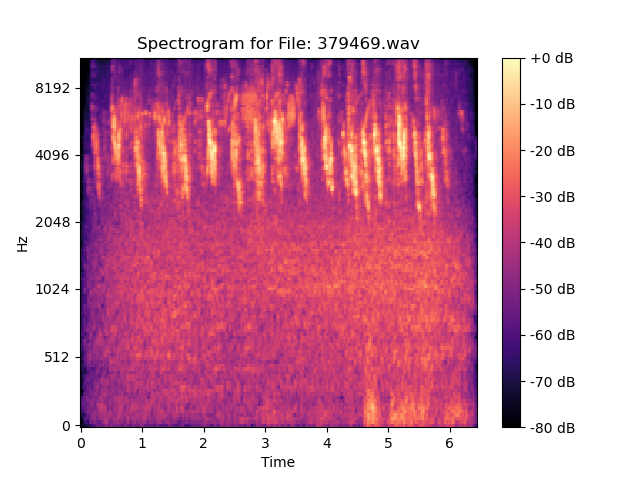 Spectrogram for File: 379469.wav
8192
4096
2048
1024
512
0
Hz
0 1 2 3 4 5 6
Time
+0 dB
-10 dB
-20 dB
-30 dB
-40 dB
-50 dB
-60 dB
-70 dB
-80 dB